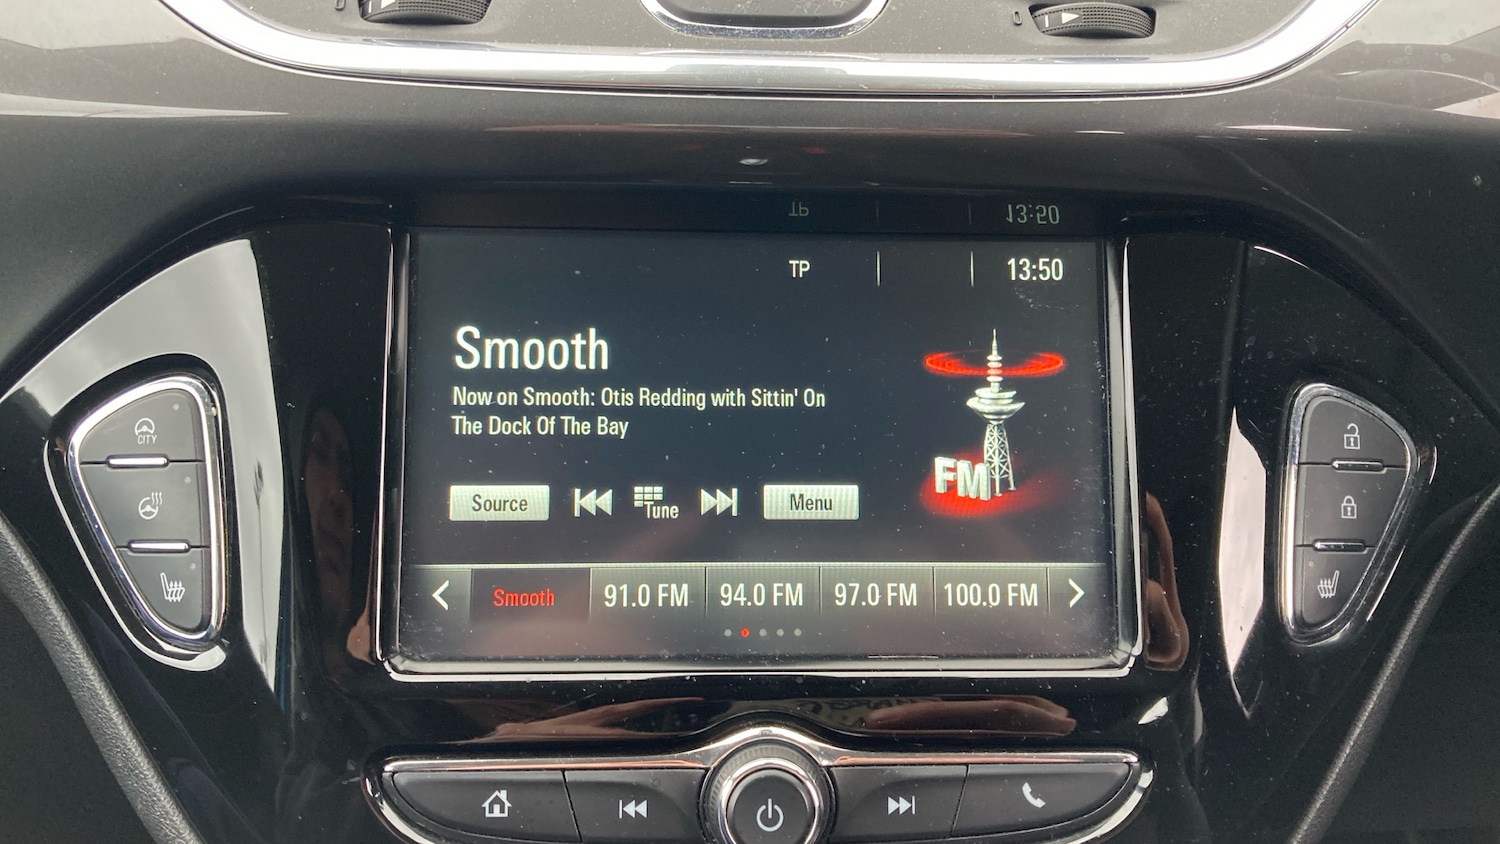 TP 13:50
TP 13:50
Smooth
Now on Smooth: Otis Redding with Sittin' On
The Dock Of The Bay
FM
Source Tune Menu
Smooth 91.0 FM 94.0 FM 97.0 FM 100.0 FM
CITY